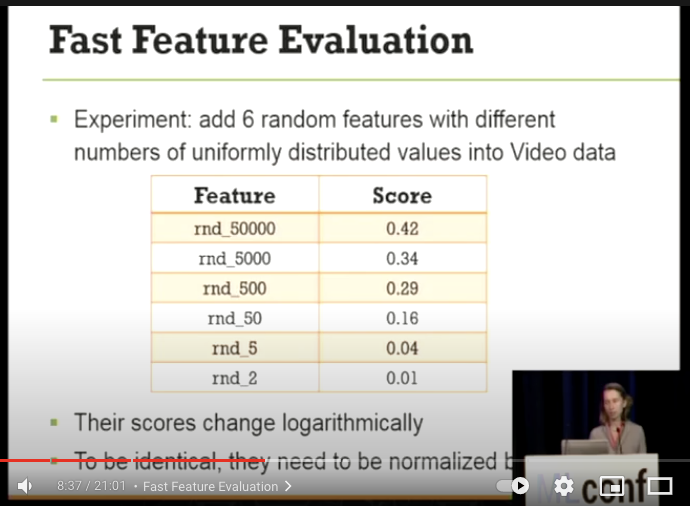 Fast Feature Evaluation
Experiment: add 6 random features with different
numbers of uniformly distributed values into Video data
Feature Score
rnd_50000 0.42
rnd_5000 0.34
rnd_500 0.29
rnd_50 0.16
rnd_5 0.04
rnd_2 0.01
Their scores change logarithmically
To be identical, they need to be normalized b
8:37 / 21:01 • Fast Feature Evaluation
MLconf